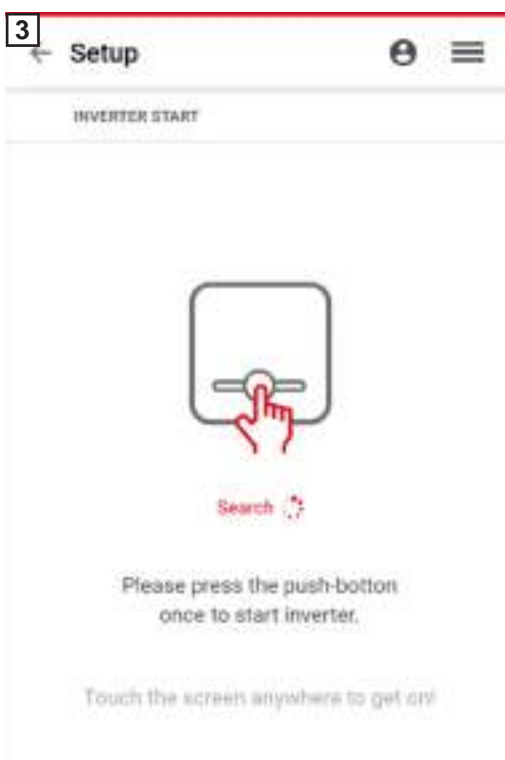 3
Setup
INVERTER START
Search
Please press the push-botton
once to start inverter.
Touch the screen anywhere to get on!